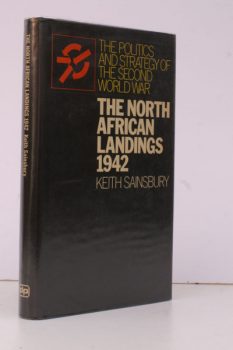 THE POLITICS
AND STRATEGY OF
THE SECOND
WORLD WAR
THE NORTH
AFRICAN
LANDINGS
1942
KEITH SAINSBURY
THE NORTH AFRICAN LANDINGS 1942 Keith Sainsbury
dp